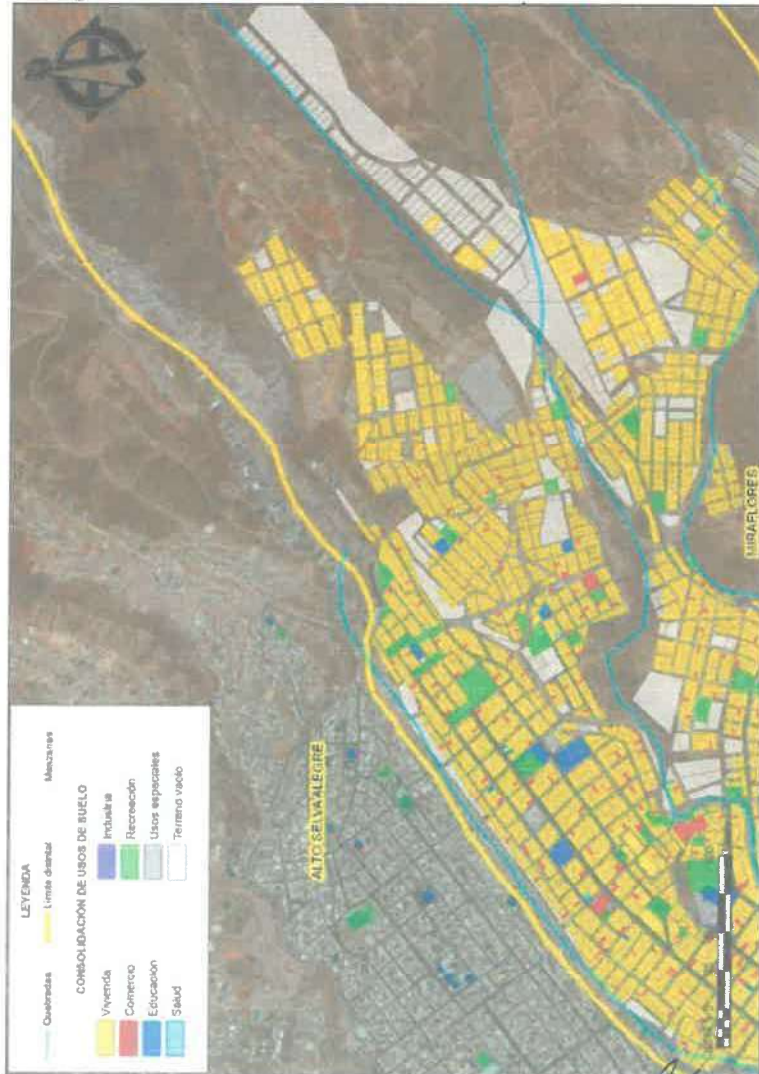 LEYENDA
Quebradas
Límite distrital
Manzanas
CONSOLIDACIÓN DE USOS DE SUELO
Vivienda
Comercio
Educación
Salud
Industria
Recreación
Usos especiales
Terreno vacío
ALTO SELVA ALEGRE
MIRAFLORES